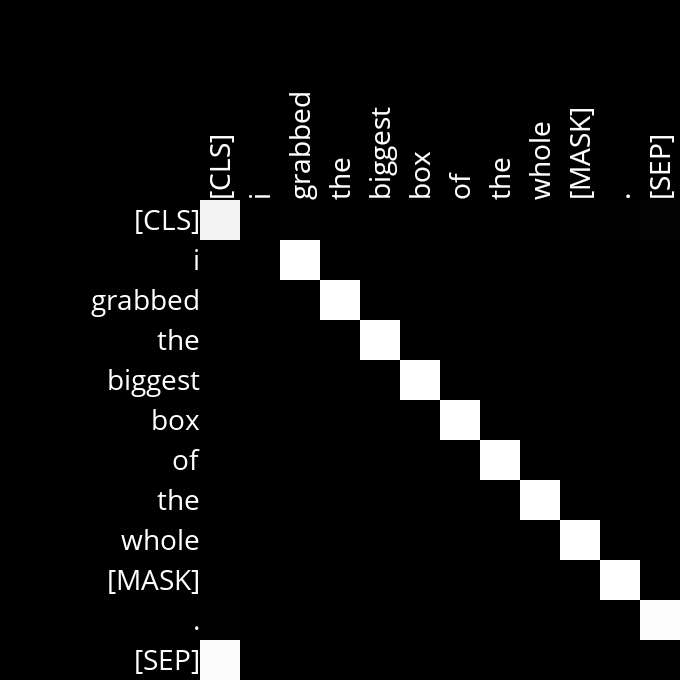 [CLS]
i
grabbed
the
biggest
box
of
the
whole
[MASK]
.
[SEP]
[CLS]
i
grabbed
the
biggest
box
of
the
whole
[MASK]
.
[SEP]